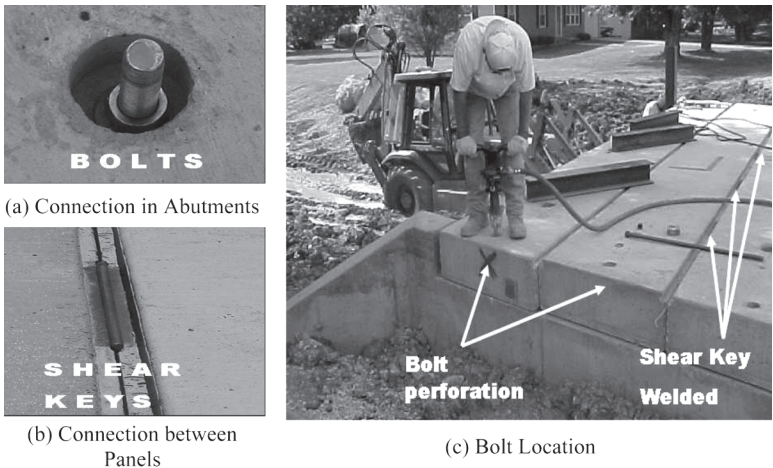 BOLTS
(a) Connection in Abutments
SHEAR
KEYS
(b) Connection between
Panels
Bolt
perforation
Shear Key
Welded
(c) Bolt Location